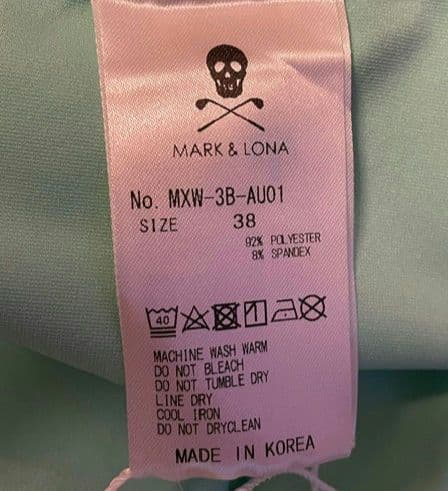 MARK & LONA
No. MXW-3B-AU01
SIZE 38
92% POLYESTER
8% SPANDEX
40
MACHINE WASH WARM
DO NOT BLEACH
DO NOT TUMBLE DRY
LINE DRY
COOL IRON
DO NOT DRYCLEAN
MADE IN KOREA